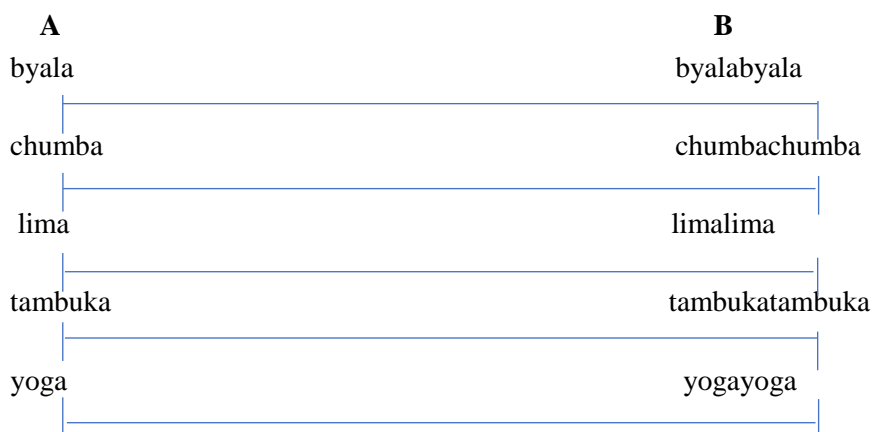 A B
byala byalabyala
chumba chumbachumba
lima limalima
tambuka tambukatambuka
yoga yogayoga